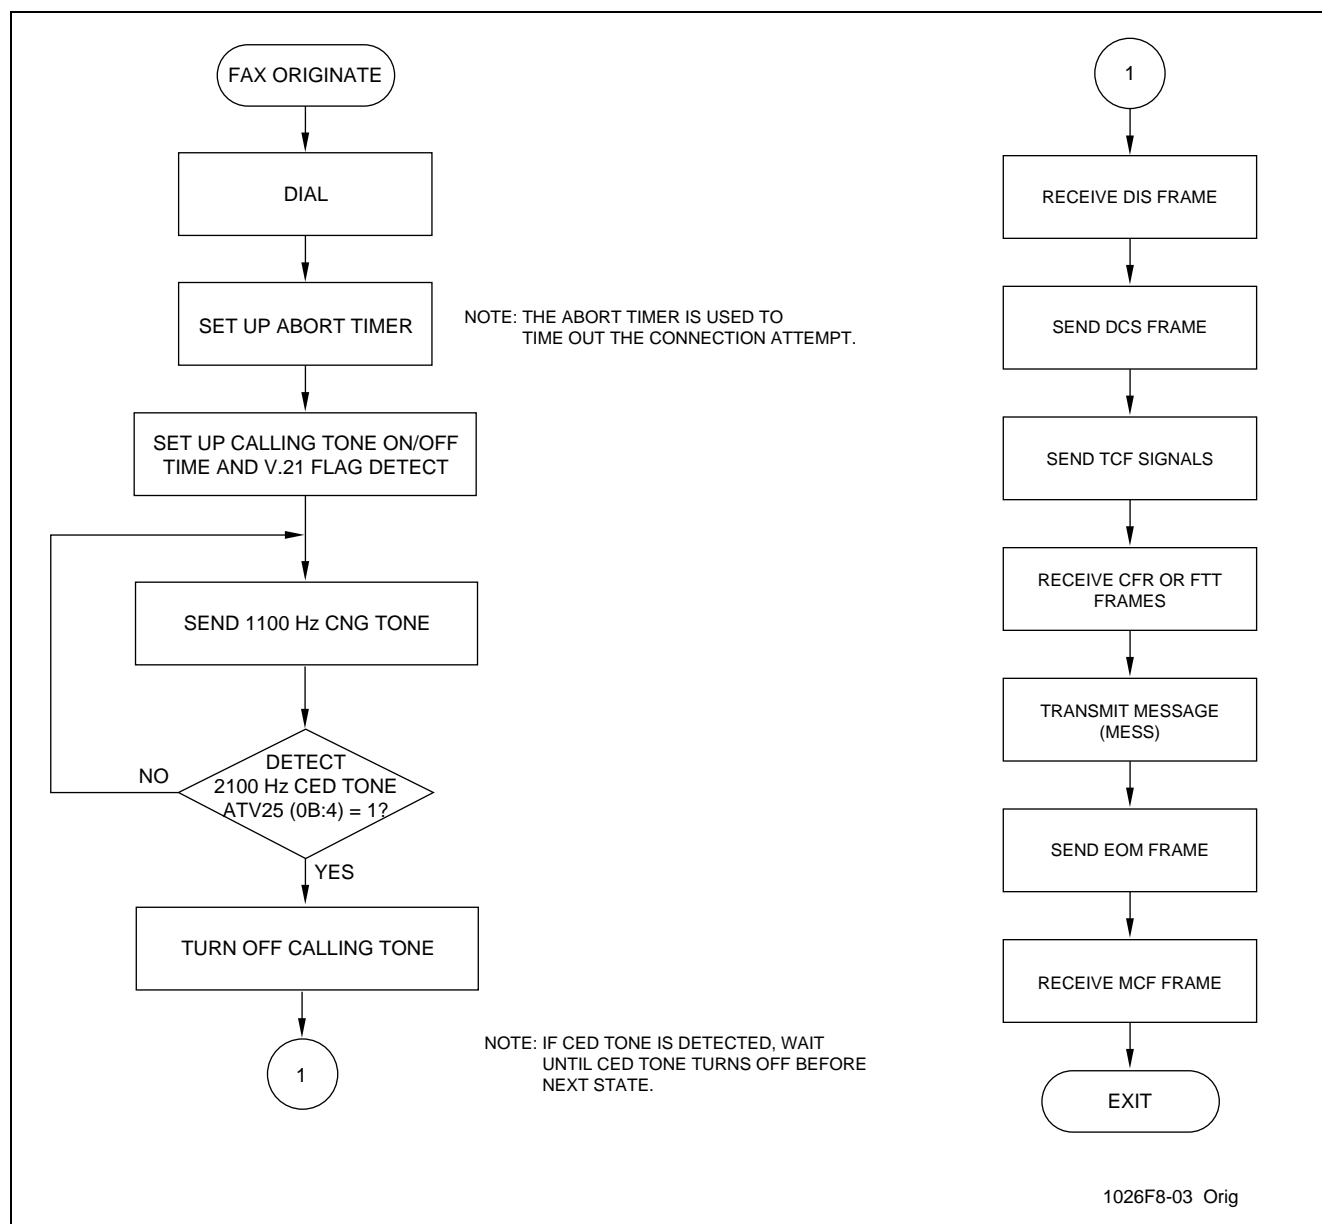 FAX ORIGINATE
DIAL
SET UP ABORT TIMER
NOTE: THE ABORT TIMER IS USED TO
TIME OUT THE CONNECTION ATTEMPT.
SET UP CALLING TONE ON/OFF
TIME AND V.21 FLAG DETECT
SEND 1100 Hz CNG TONE
DETECT
2100 Hz CED TONE
ATV25 (0B:4) = 1?
NO
YES
TURN OFF CALLING TONE
1
NOTE: IF CED TONE IS DETECTED, WAIT
UNTIL CED TONE TURNS OFF BEFORE
NEXT STATE.
1
RECEIVE DIS FRAME
SEND DCS FRAME
SEND TCF SIGNALS
RECEIVE CFR OR FTT
FRAMES
TRANSMIT MESSAGE
(MESS)
SEND EOM FRAME
RECEIVE MCF FRAME
EXIT
1026F8-03 Orig